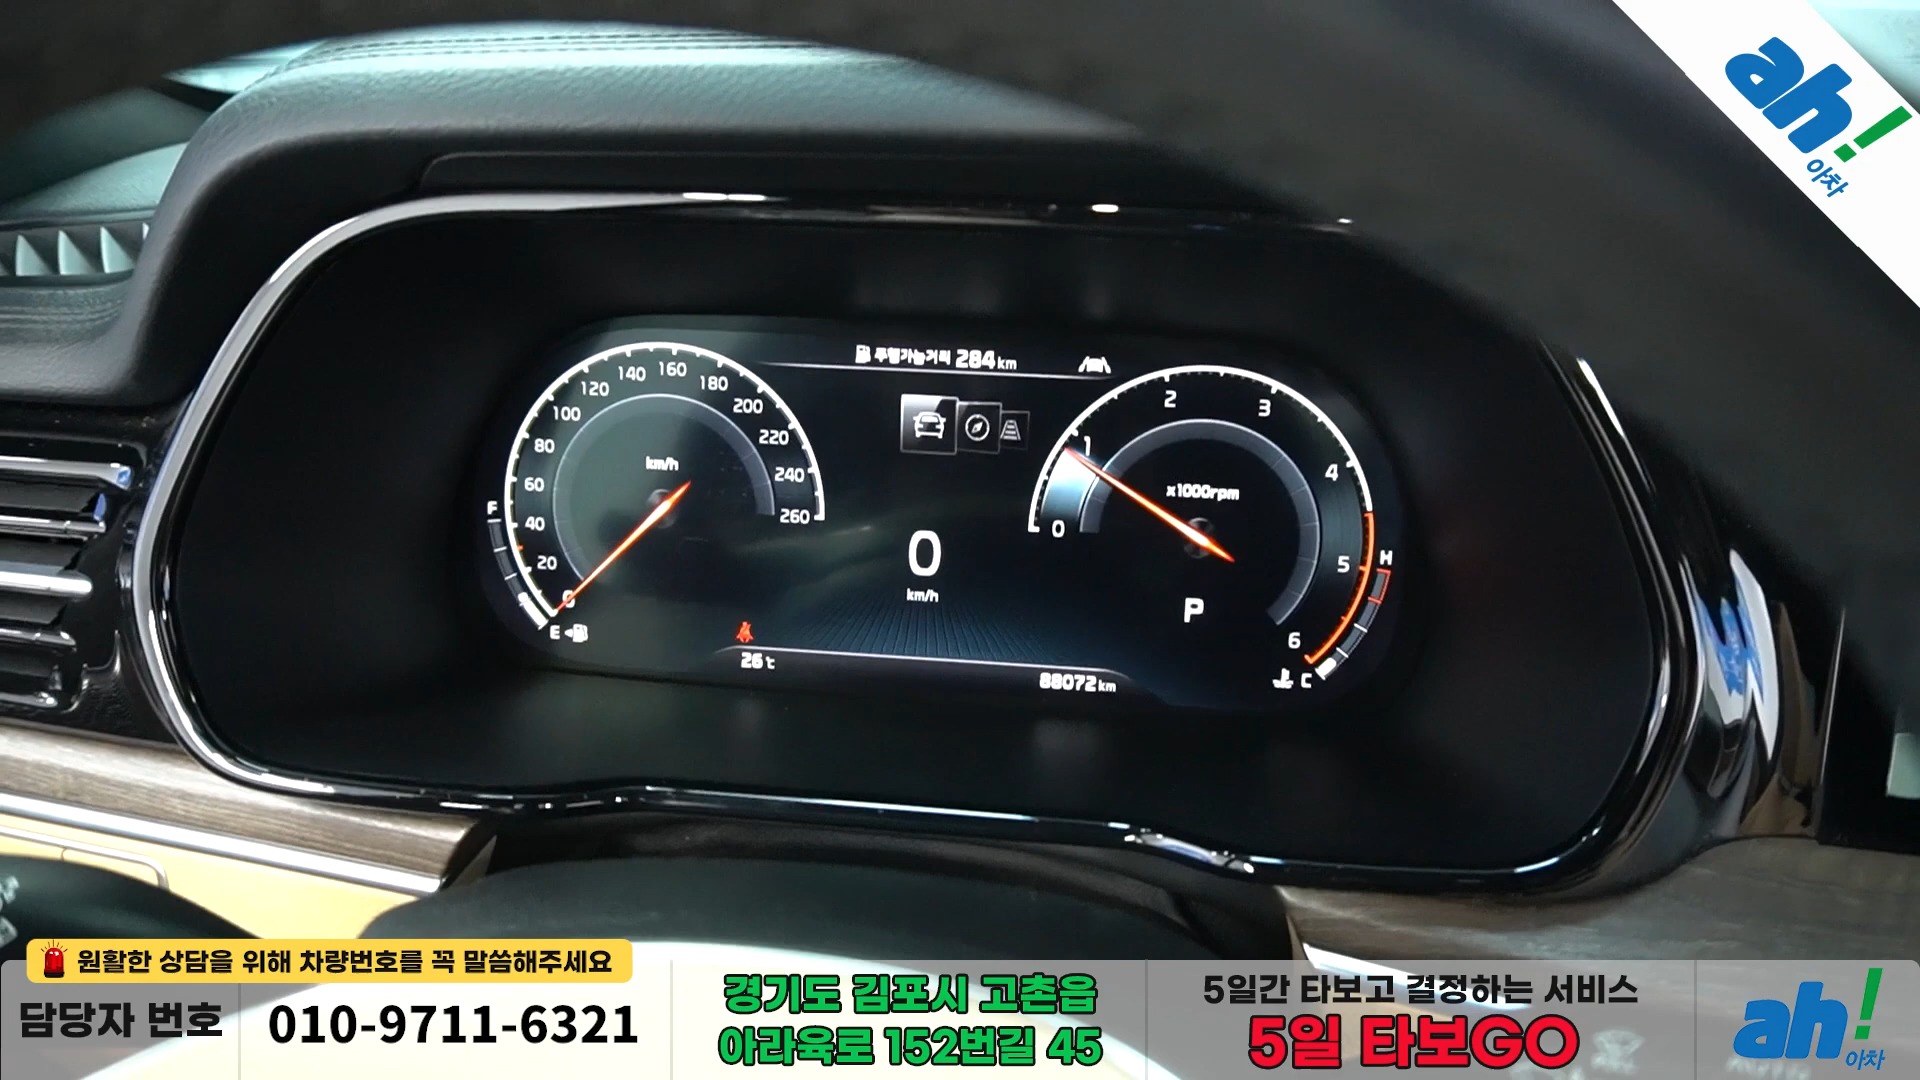 ah!
아차
주행가능거리 284 km
0 20 40 60 80 100 120 140 160 180 200 220 240 260
km/h
F
E
0
km/h
26 ℃
88072 km
0 1 2 3 4 5 6
x1000rpm
P
H
C
원활한 상담을 위해 차량번호를 꼭 말씀해주세요
담당자 번호
010-9711-6321
경기도 김포시 고촌읍
아라육로 152번길 45
5일간 타보고 결정하는 서비스
5일 타보GO
ah!
아차